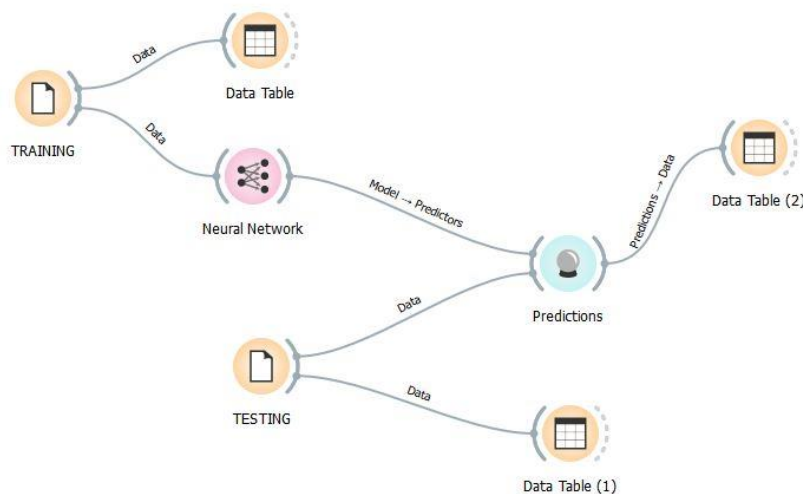 Data
Data Table
TRAINING
Data
Neural Network
Model → Predictors
Predictions → Data
Data Table (2)
Predictions
Data
TESTING
Data
Data Table (1)